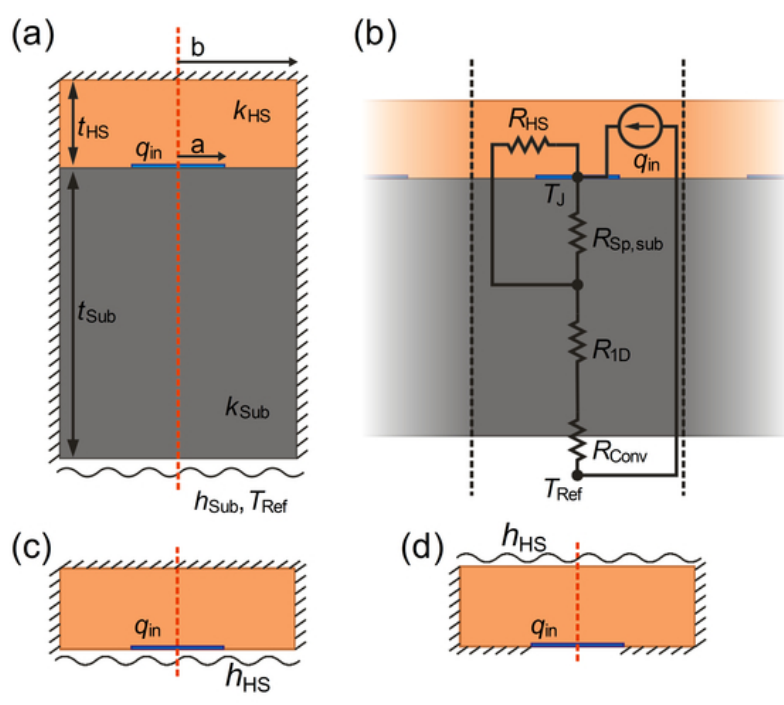 (a)
b
t_HS
k_HS
q_in
a
t_Sub
k_Sub
h_Sub, T_Ref
(b)
R_HS
q_in
T_J
R_Sp,sub
R_1D
R_Conv
T_Ref
(c)
q_in
h_HS
(d)
h_HS
q_in